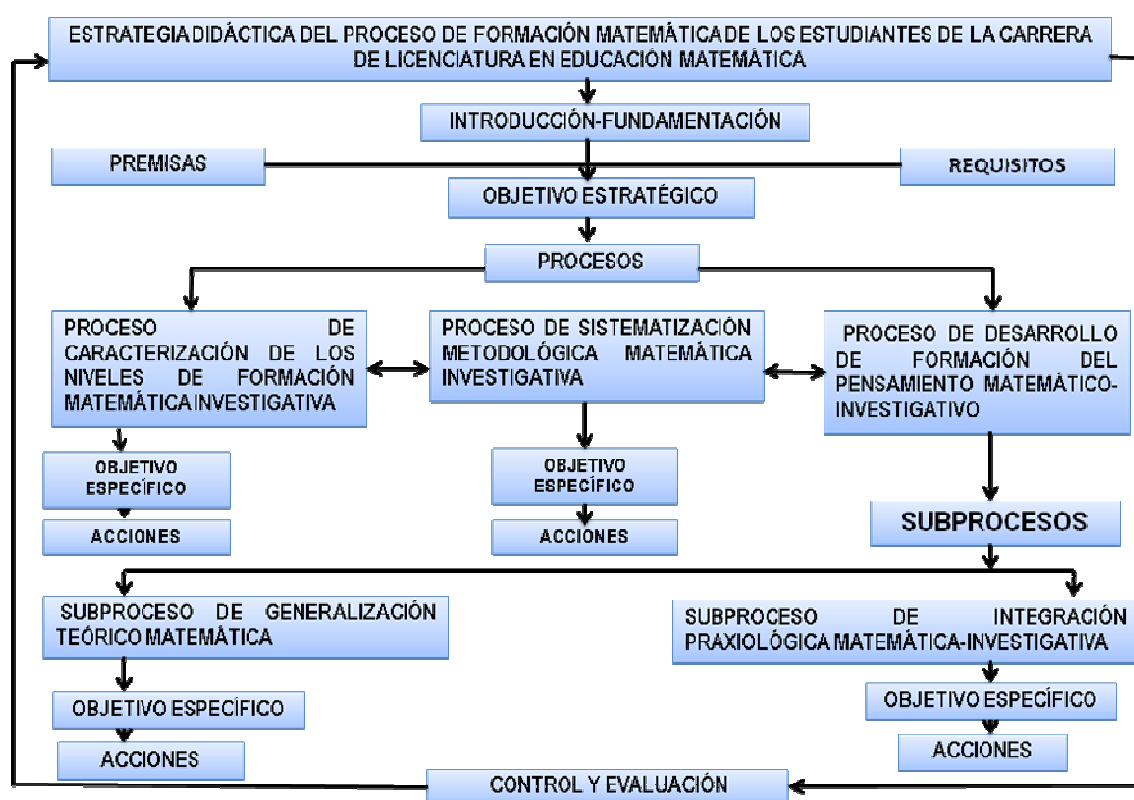 ESTRATEGIA DIDÁCTICA DEL PROCESO DE FORMACIÓN MATEMÁTICA DE LOS ESTUDIANTES DE LA CARRERA
DE LICENCIATURA EN EDUCACIÓN MATEMÁTICA
INTRODUCCIÓN-FUNDAMENTACIÓN
PREMISAS
REQUISITOS
OBJETIVO ESTRATÉGICO
PROCESOS
PROCESO DE
CARACTERIZACIÓN DE LOS
NIVELES DE FORMACIÓN
MATEMÁTICA INVESTIGATIVA
PROCESO DE SISTEMATIZACIÓN
METODOLÓGICA MATEMÁTICA
INVESTIGATIVA
PROCESO DE DESARROLLO
DE FORMACIÓN DEL
PENSAMIENTO MATEMÁTICO-
INVESTIGATIVO
OBJETIVO
ESPECÍFICO
ACCIONES
OBJETIVO
ESPECÍFICO
ACCIONES
SUBPROCESOS
SUBPROCESO DE GENERALIZACIÓN
TEÓRICO MATEMÁTICA
SUBPROCESO DE INTEGRACIÓN
PRAXIOLÓGICA MATEMÁTICA-INVESTIGATIVA
OBJETIVO ESPECÍFICO
ACCIONES
OBJETIVO ESPECÍFICO
ACCIONES
CONTROL Y EVALUACIÓN